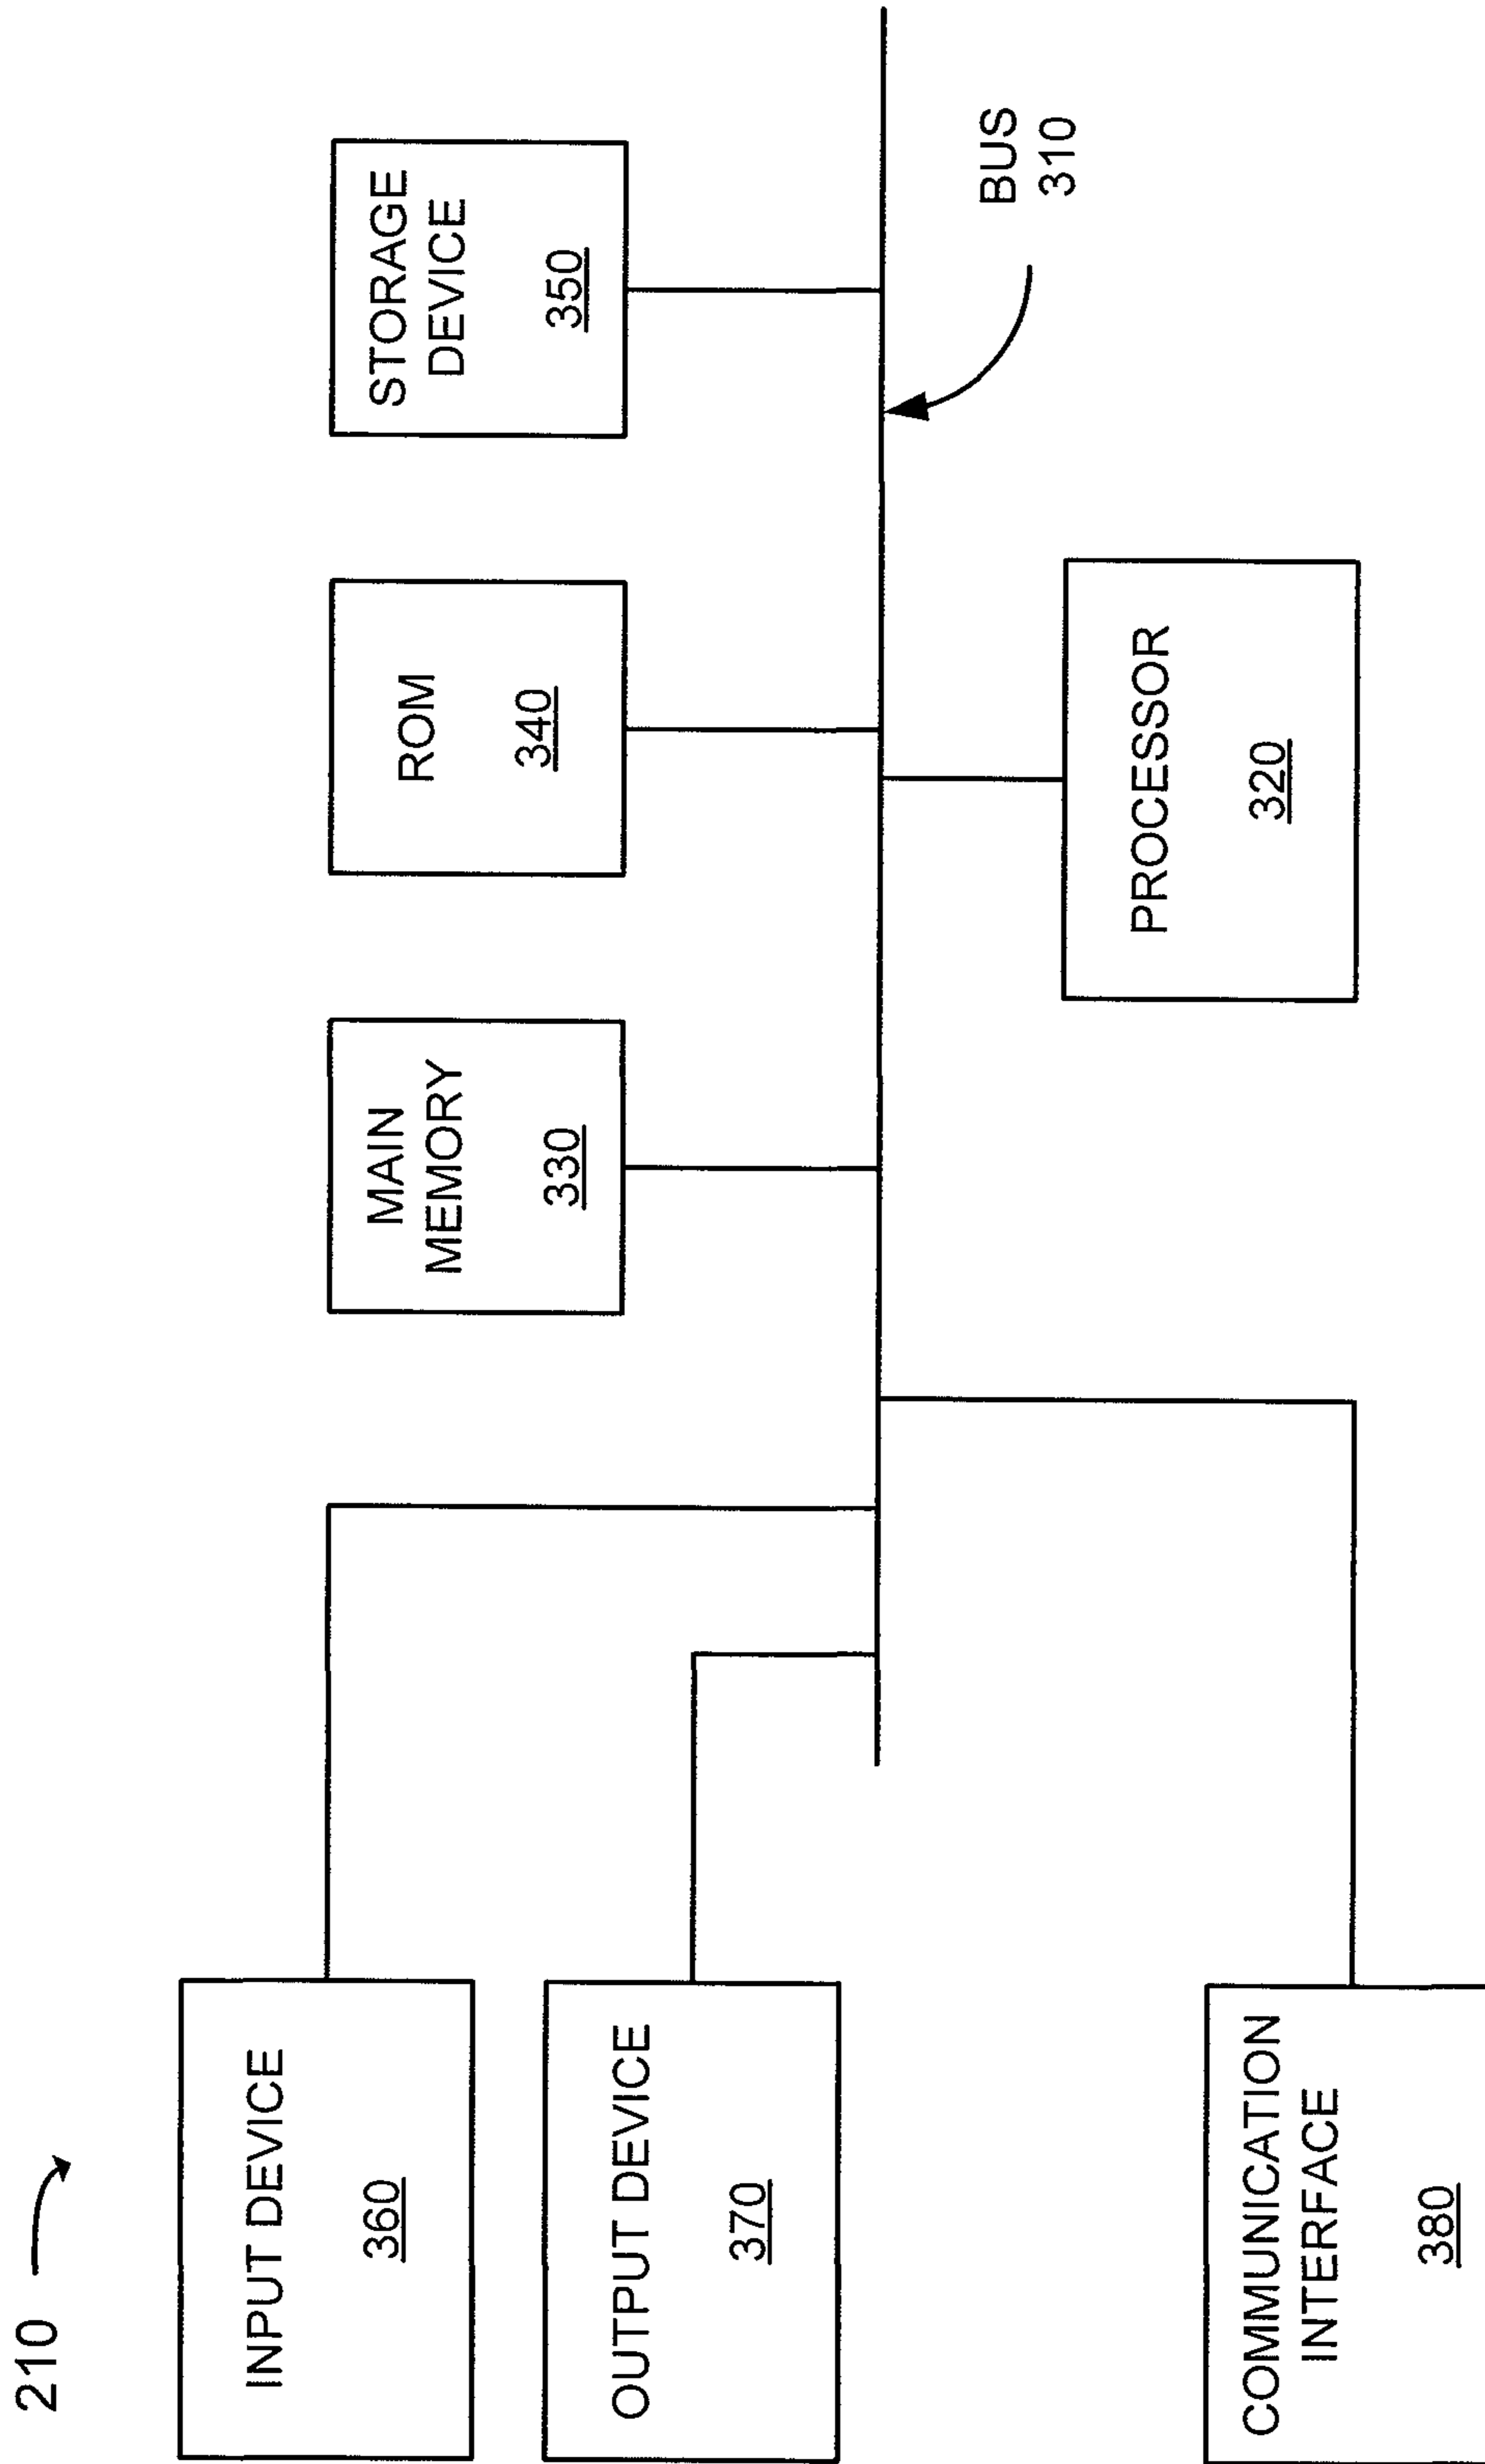 210
INPUT DEVICE
360
OUTPUT DEVICE
370
COMMUNICATION
INTERFACE
380
MAIN
MEMORY
330
ROM
340
STORAGE
DEVICE
350
PROCESSOR
320
BUS
310